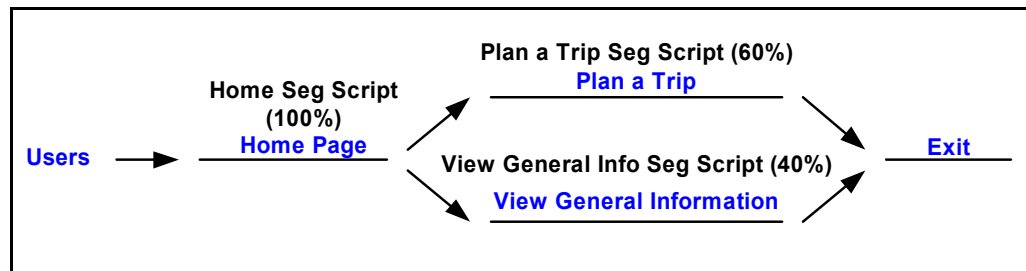 Plan a Trip Seg Script (60%)
Plan a Trip
Home Seg Script
(100%)
Home Page
Users
View General Info Seg Script (40%)
View General Information
Exit